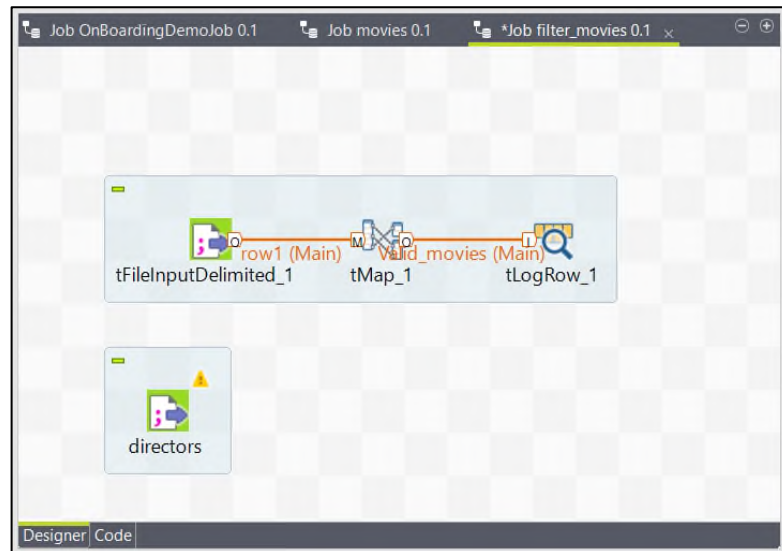 Job OnBoardingDemoJob 0.1 Job movies 0.1 *Job filter_movies 0.1
O row1 (Main) M O Valid_movies (Main) I
tFileInputDelimited_1 tMap_1 tLogRow_1
directors
Designer Code